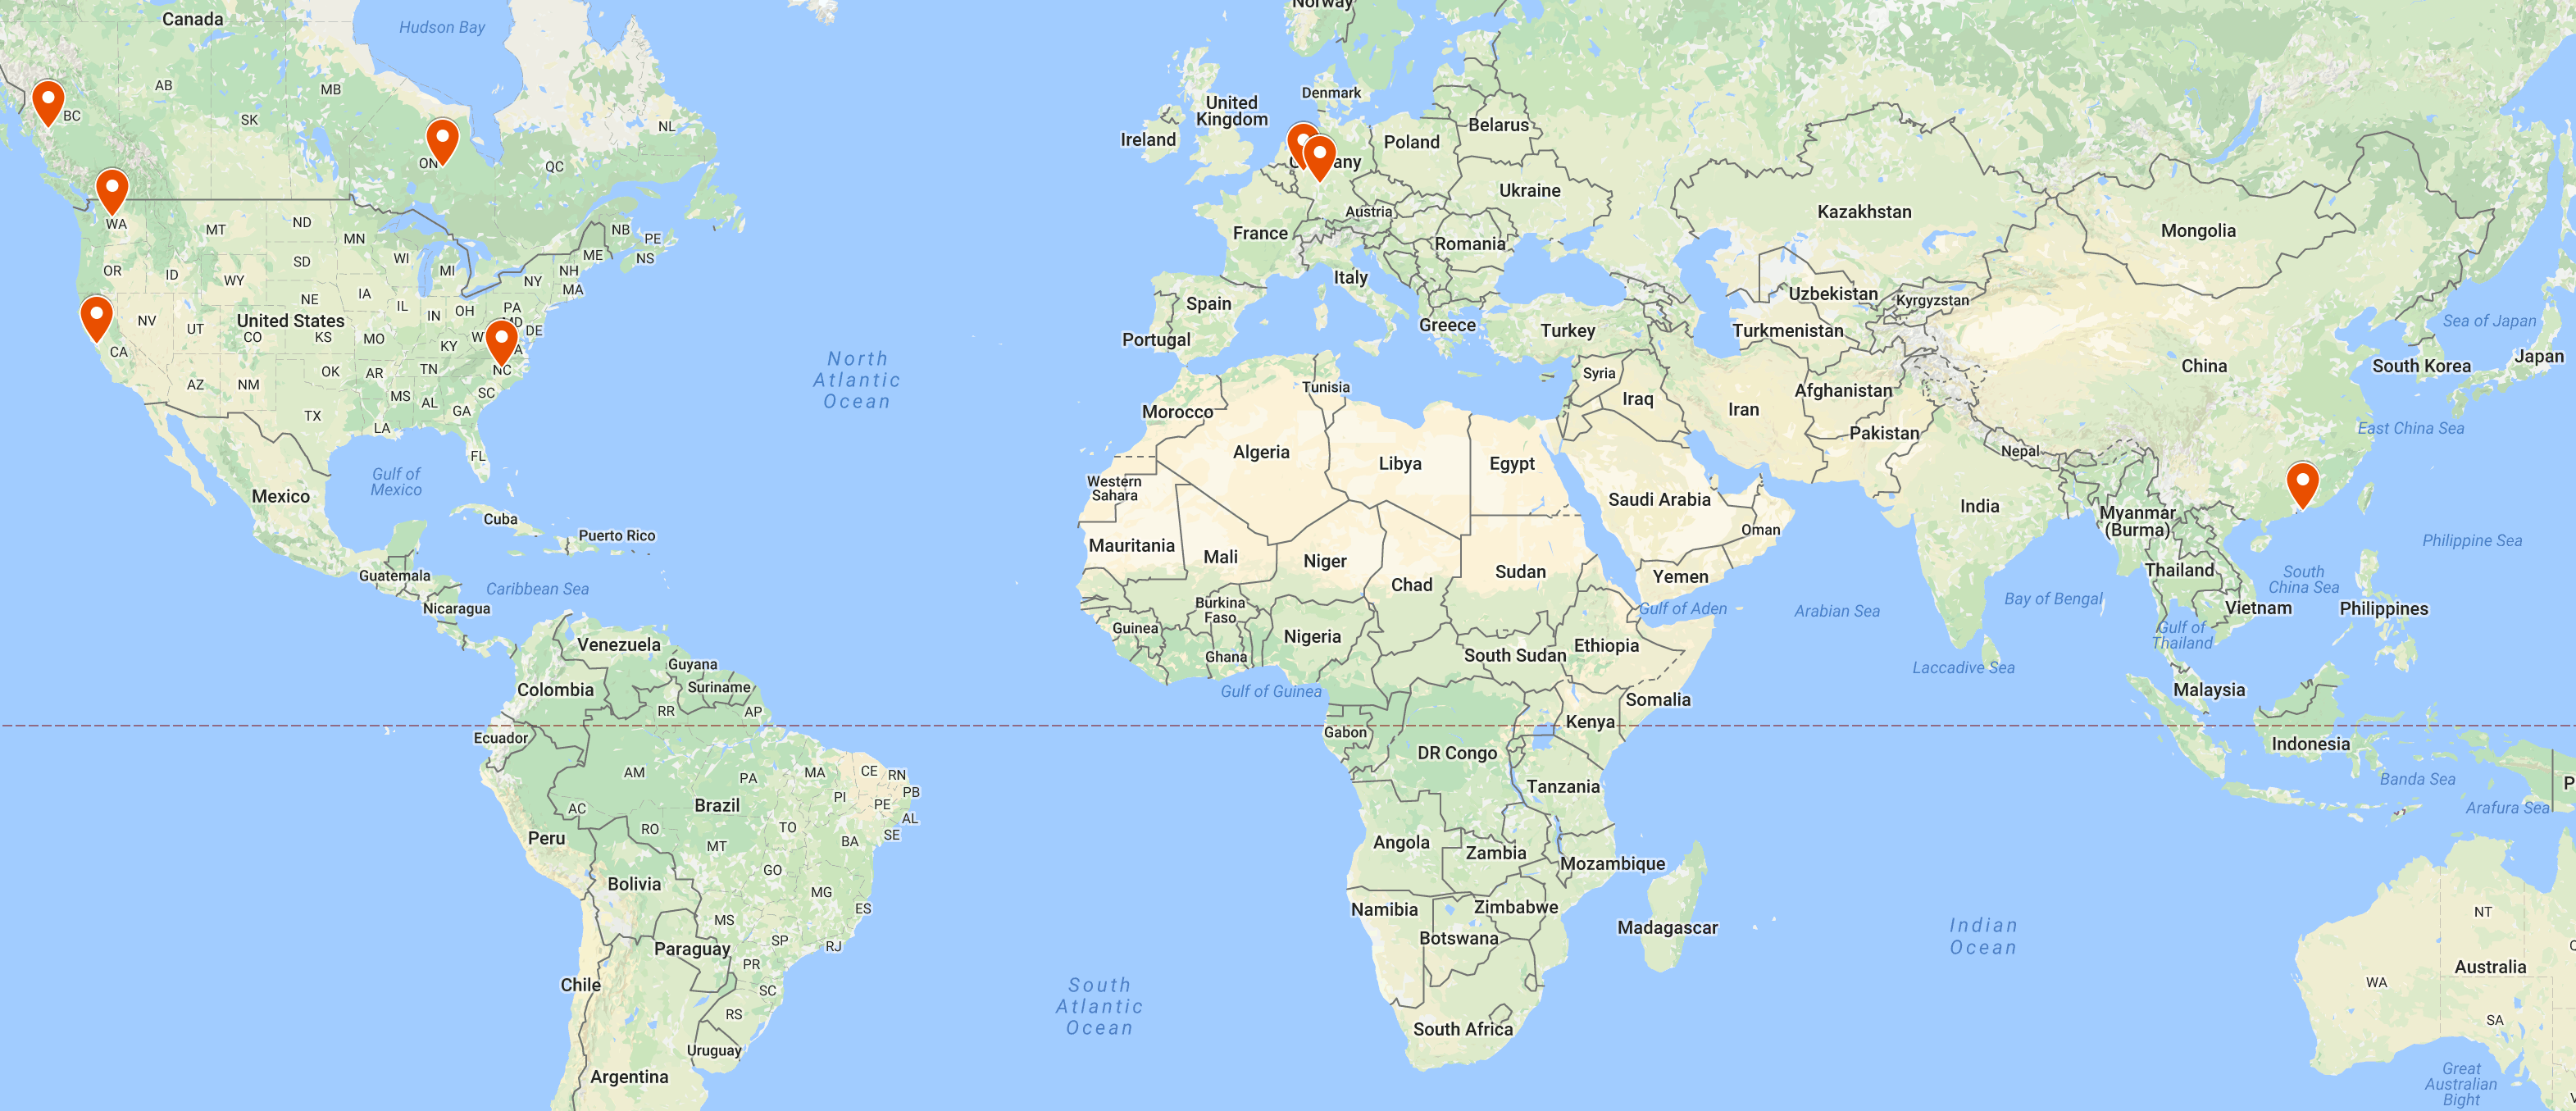 Canada
Hudson Bay
Norway
AB
MB
BC
SK
ON
QC
NL
United
Kingdom
Ireland
Denmark
Poland
Belarus
Ukraine
Austria
France
Romania
Italy
Spain
Portugal
Greece
Turkey
Kazakhstan
Mongolia
Uzbekistan
Kyrgyzstan
Turkmenistan
Sea of Japan
China
South Korea
Japan
WA
MT
ND
MN
NB
PE
NS
ME
OR
ID
WY
SD
WI
MI
NY
NH
MA
NE
IA
IL
IN
OH
PA
MD
DE
NV
UT
United States
CO
KS
MO
KY
CA
AZ
NM
OK
AR
TN
NC
MS
AL
GA
SC
TX
LA
FL
North
Atlantic
Ocean
Gulf of
Mexico
Mexico
Cuba
Puerto Rico
Guatemala
Caribbean Sea
Nicaragua
Tunisia
Morocco
Algeria
Libya
Egypt
Western
Sahara
Mauritania
Mali
Niger
Chad
Sudan
Syria
Iraq
Iran
Afghanistan
Pakistan
Nepal
Saudi Arabia
Oman
Yemen
India
Myanmar
(Burma)
Thailand
Vietnam
East China Sea
Philippine Sea
South
China Sea
Philippines
Gulf of Aden
Arabian Sea
Bay of Bengal
Gulf of
Thailand
Laccadive Sea
Malaysia
Burkina
Faso
Guinea
Ghana
Nigeria
South Sudan
Ethiopia
Somalia
Gulf of Guinea
Kenya
Gabon
DR Congo
Tanzania
Venezuela
Guyana
Suriname
Colombia
RR
AP
Ecuador
AM
PA
MA
CE
RN
PB
PI
PE
AL
SE
AC
Brazil
TO
BA
RO
MT
Peru
GO
Bolivia
MG
ES
MS
SP
RJ
Paraguay
PR
SC
Chile
RS
Uruguay
Argentina
South
Atlantic
Ocean
Angola
Zambia
Mozambique
Namibia
Zimbabwe
Botswana
Madagascar
South Africa
Indian
Ocean
Indonesia
Banda Sea
Arafura Sea
NT
WA
Australia
SA
Great
Australian
Bight